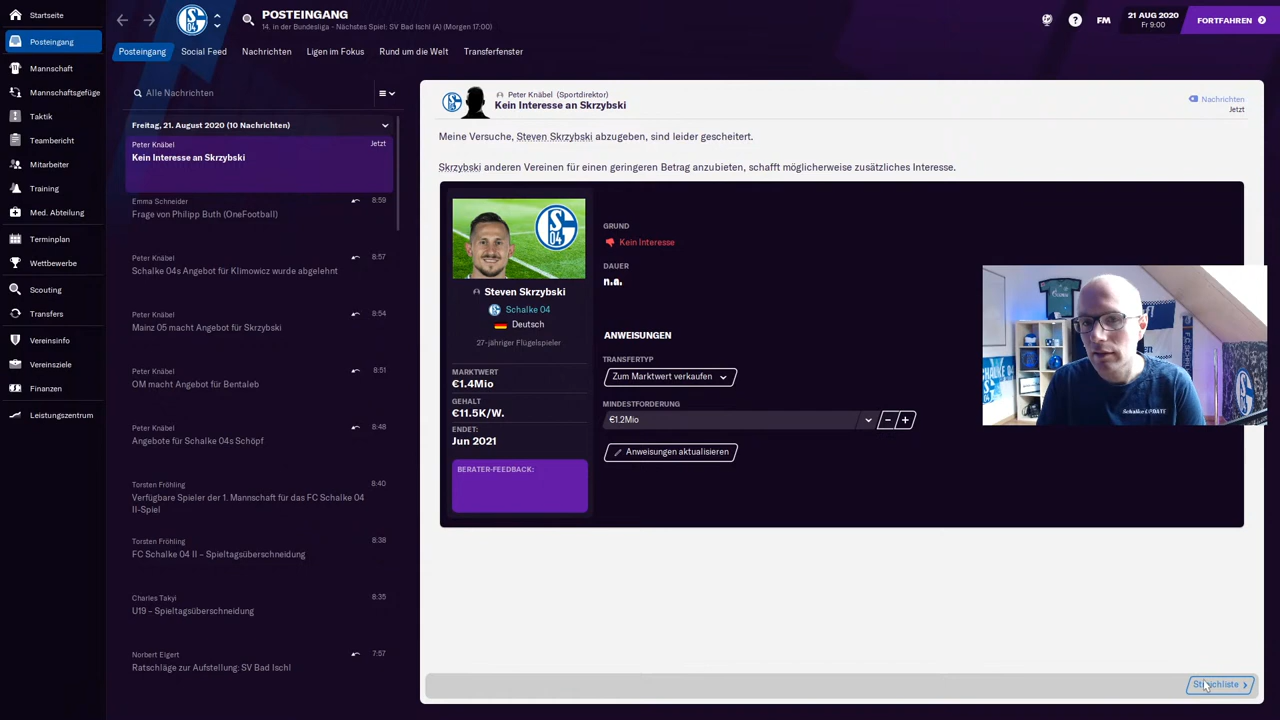 Startseite
Posteingang
Mannschaft
Mannschaftsgefüge
Taktik
Teambericht
Mitarbeiter
Training
Med. Abteilung
Terminplan
Wettbewerbe
Scouting
Transfers
Vereinsinfo
Vereinsziele
Finanzen
Leistungszentrum
POSTEINGANG
14. in der Bundesliga - Nächstes Spiel: SV Bad Ischl (A) (Morgen 17:00)
FM
21 AUG 2020
Fr 9:00
FORTFAHREN
Posteingang
Social Feed
Nachrichten
Ligen im Fokus
Rund um die Welt
Transferfenster
Alle Nachrichten
Freitag, 21. August 2020 (10 Nachrichten)
Peter Knäbel
Jetzt
Kein Interesse an Skrzybski
Emma Schneider
8:59
Frage von Philipp Buth (OneFootball)
Peter Knäbel
8:57
Schalke 04s Angebot für Klimowicz wurde abgelehnt
Peter Knäbel
8:54
Mainz 05 macht Angebot für Skrzybski
Peter Knäbel
8:51
OM macht Angebot für Bentaleb
Peter Knäbel
8:48
Angebote für Schalke 04s Schöpf
Torsten Fröhling
8:40
Verfügbare Spieler der 1. Mannschaft für das FC Schalke 04
II-Spiel
Torsten Fröhling
8:38
FC Schalke 04 II – Spieltagsüberschneidung
Charles Takyi
8:35
U19 – Spieltagsüberschneidung
Norbert Elgert
7:57
Ratschläge zur Aufstellung: SV Bad Ischl
Peter Knäbel (Sportdirektor)
Kein Interesse an Skrzybski
Nachrichten
Jetzt
Meine Versuche, Steven Skrzybski abzugeben, sind leider gescheitert.
Skrzybski anderen Vereinen für einen geringeren Betrag anzubieten, schafft möglicherweise zusätzliches Interesse.
Steven Skrzybski
Schalke 04
Deutsch
27-jähriger Flügelspieler
MARKTWERT
€1.4Mio
GEHALT
€11.5K/W.
ENDET:
Jun 2021
BERATER-FEEDBACK:
GRUND
Kein Interesse
DAUER
n.a.
ANWEISUNGEN
TRANSFERTYP
Zum Marktwert verkaufen
MINDESTFORDERUNG
€1.2Mio
Anweisungen aktualisieren
Schalke UPDATE
Streichliste